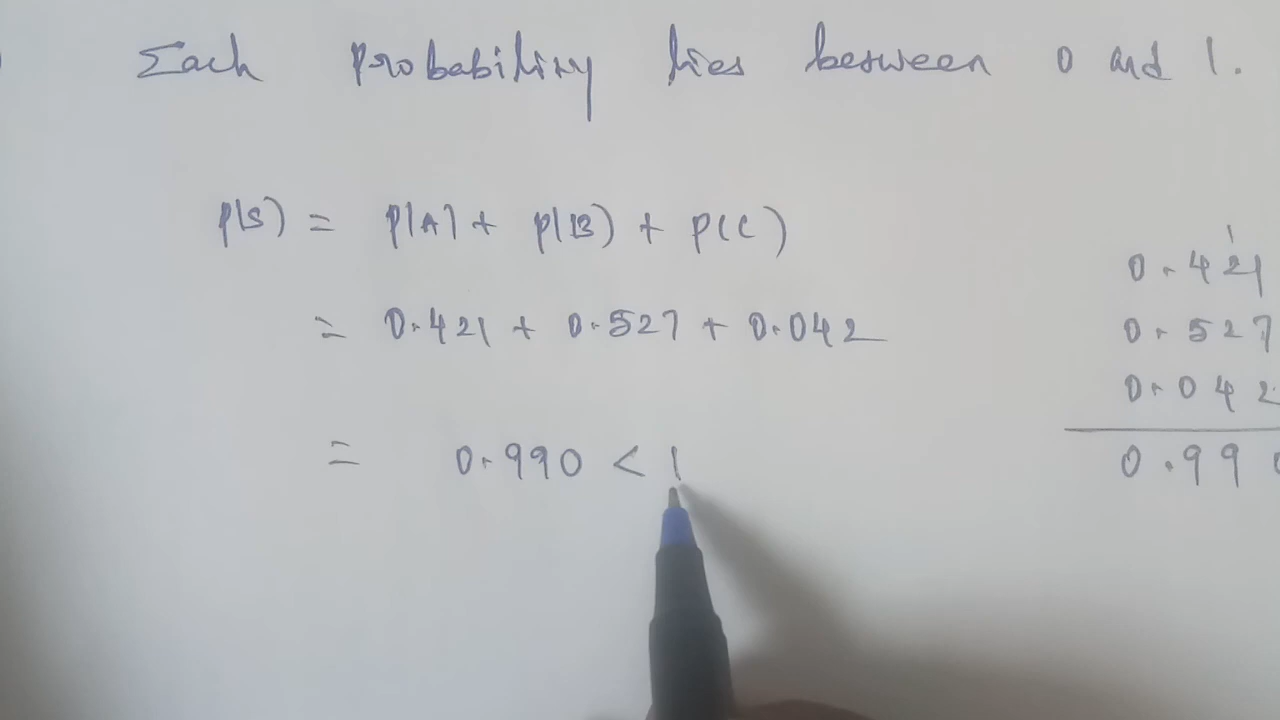 Each probability lies between 0 and 1.
P(S) = P(A) + P(B) + P(C)
= 0.421 + 0.527 + 0.042
= 0.990 < 1
1
0.421
0.527
0.042
0.990